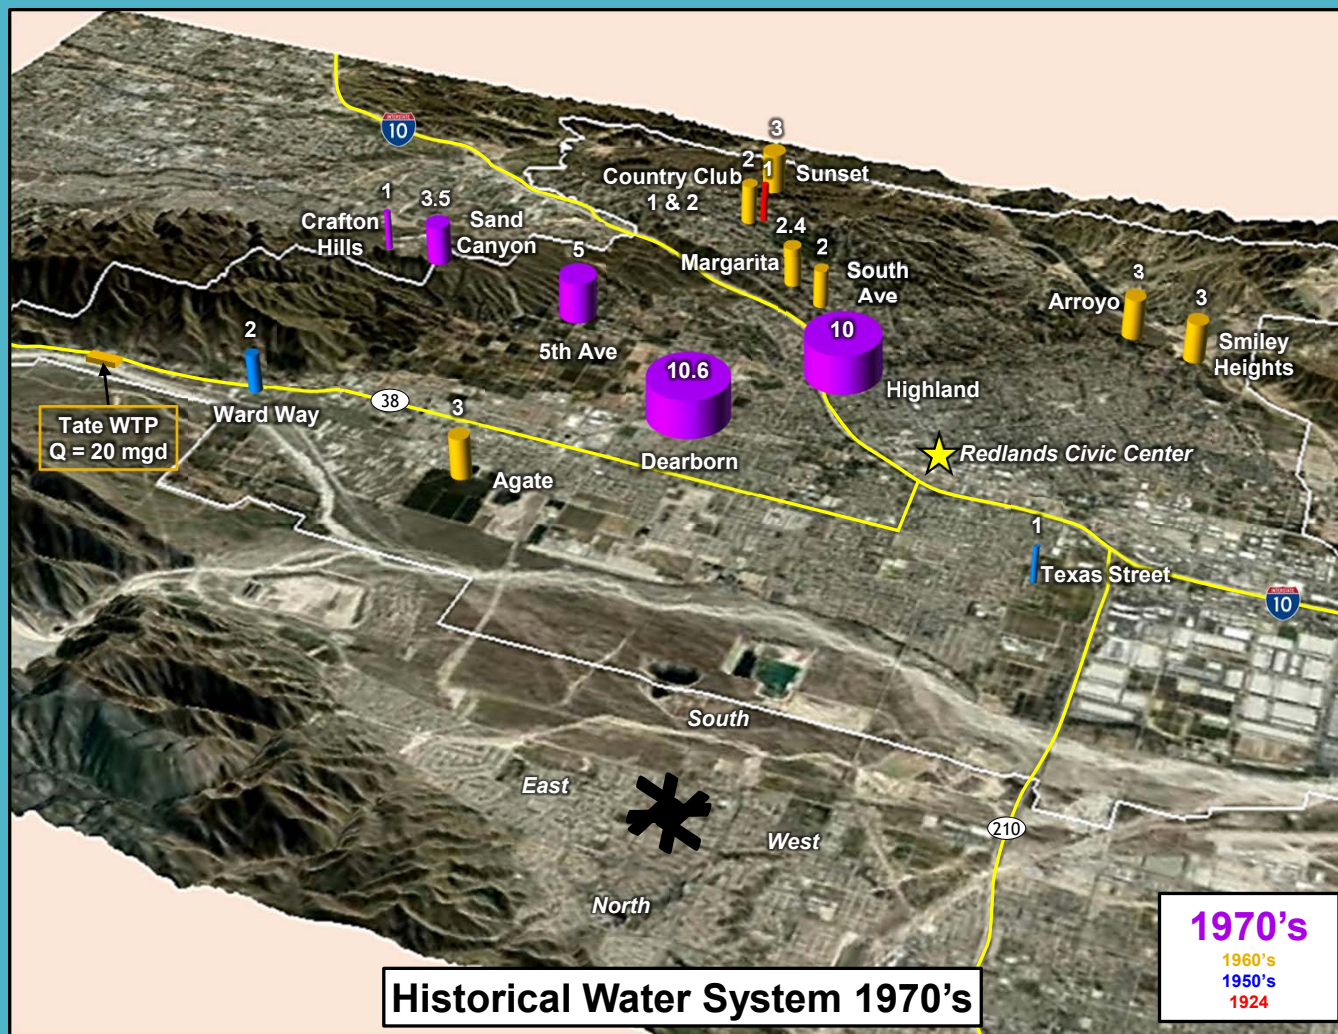 INTERSTATE
10
3
2
1
Country Club
1 & 2
Sunset
1
3.5
Crafton
Hills
Sand
Canyon
2.4
Margarita
2
South
Ave
5
5th Ave
3
Arroyo
3
Smiley
Heights
10
Highland
10.6
Dearborn
2
Ward Way
38
Tate WTP
Q = 20 mgd
3
Agate
Redlands Civic Center
1
Texas Street
INTERSTATE
10
South
East
West
North
210
1970's
1960's
1950's
1924
Historical Water System 1970's